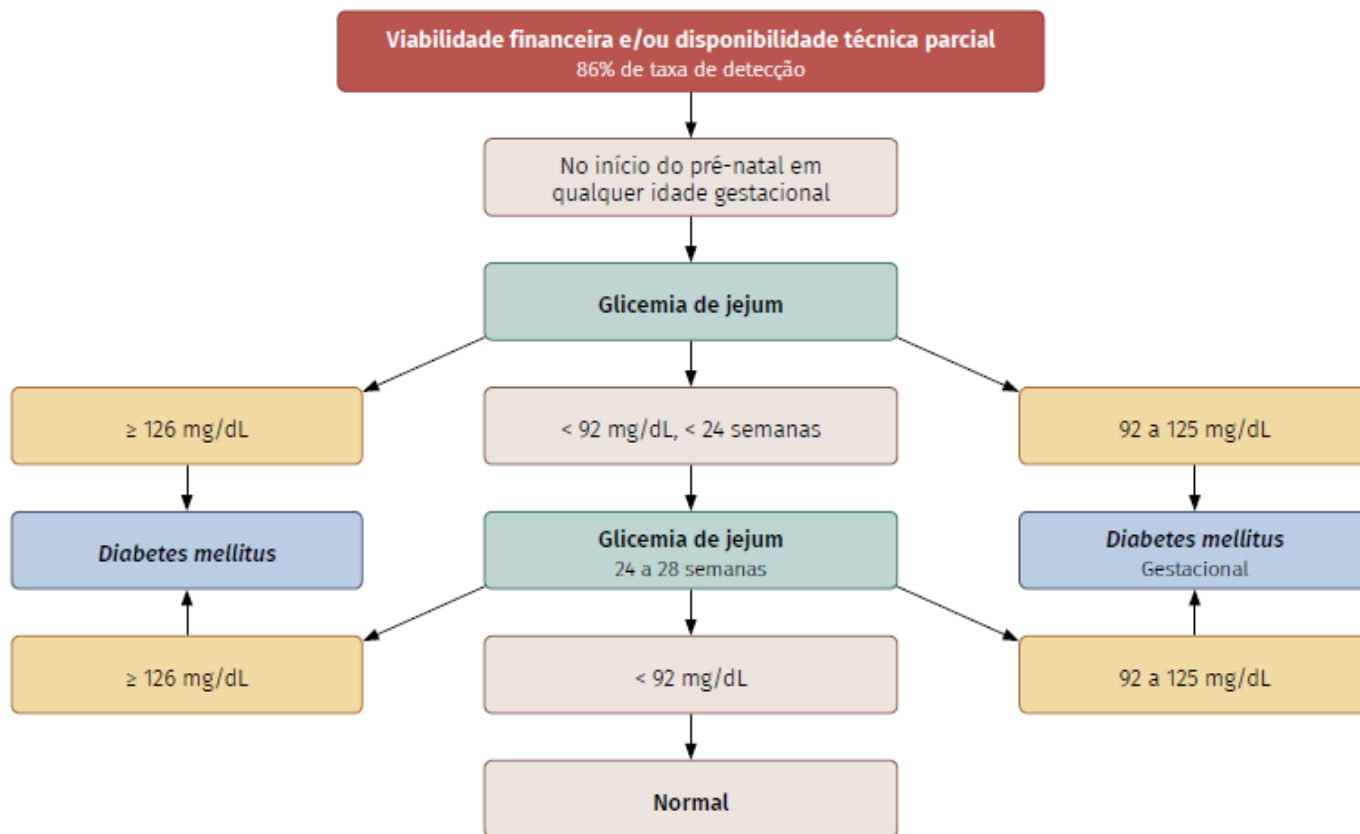 Viabilidade financeira e/ou disponibilidade técnica parcial
86% de taxa de detecção
No início do pré-natal em
qualquer idade gestacional
Glicemia de jejum
≥ 126 mg/dL
< 92 mg/dL, < 24 semanas
92 a 125 mg/dL
Diabetes mellitus
Glicemia de jejum
24 a 28 semanas
Diabetes mellitus
Gestacional
≥ 126 mg/dL
< 92 mg/dL
92 a 125 mg/dL
Normal